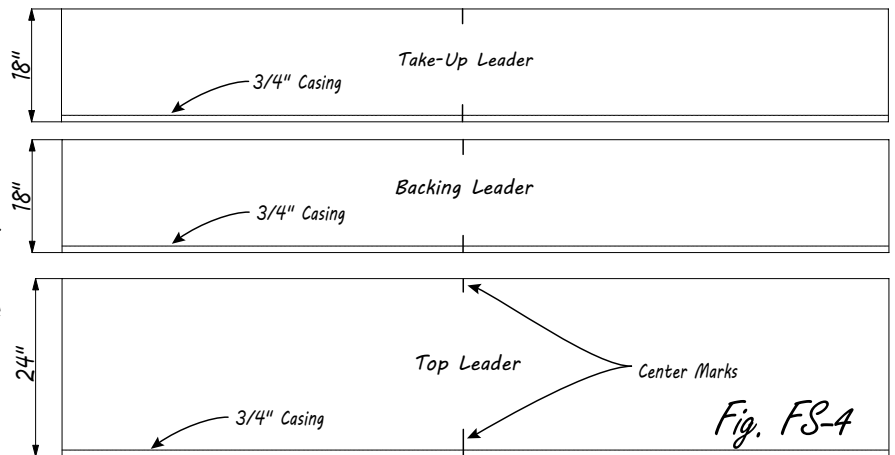 18"
Take-Up Leader
3/4" Casing
18"
Backing Leader
3/4" Casing
24"
Top Leader
Center Marks
3/4" Casing
Fig. FS-4